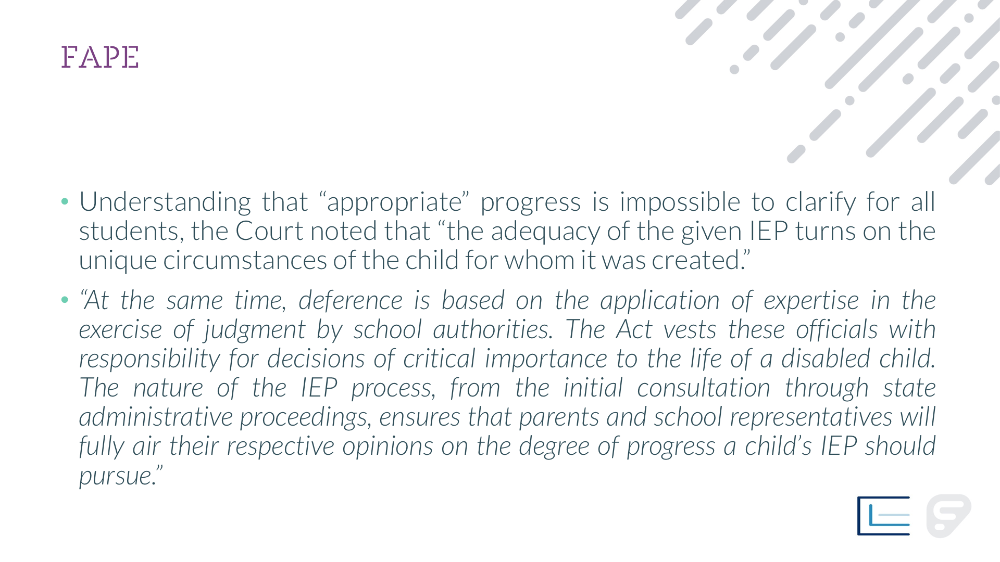 FAPE
• Understanding that “appropriate” progress is impossible to clarify for all
students, the Court noted that “the adequacy of the given IEP turns on the
unique circumstances of the child for whom it was created.”
• “At the same time, deference is based on the application of expertise in the
exercise of judgment by school authorities. The Act vests these officials with
responsibility for decisions of critical importance to the life of a disabled child.
The nature of the IEP process, from the initial consultation through state
administrative proceedings, ensures that parents and school representatives will
fully air their respective opinions on the degree of progress a child’s IEP should
pursue.”